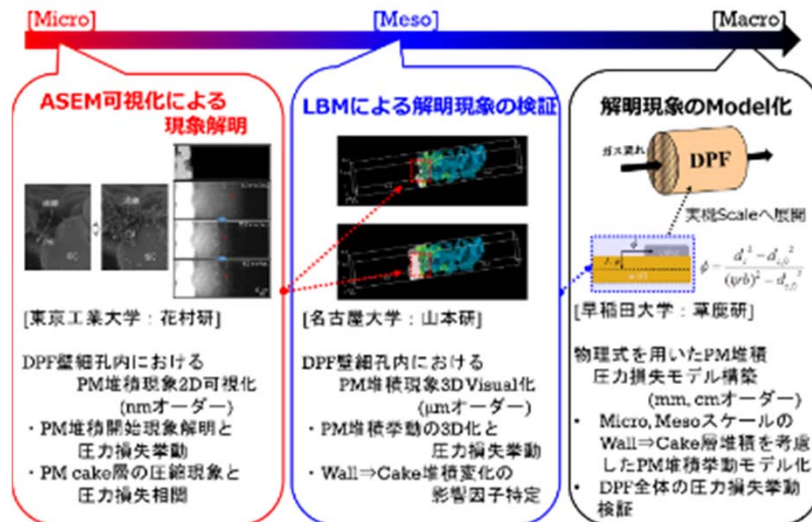 [Micro]
[Meso]
[Macro]
ASEM可視化による
現象解明
[東京工業大学：花村研]
DPF壁細孔内における
PM堆積現象2D可視化
(nmオーダー)
・PM堆積開始現象解明と
圧力損失挙動
・PM cake層の圧縮現象と
圧力損失相関
LBMによる解明現象の検証
[名古屋大学：山本研]
DPF壁細孔内における
PM堆積現象3D Visual化
(μmオーダー)
・PM堆積挙動の3D化と
圧力損失挙動
・Wall⇒Cake堆積変化の
影響因子特定
解明現象のModel化
ガス流れ
DPF
実機Scaleへ展開
[早稲田大学：草鹿研]
物理式を用いたPM堆積
圧力損失モデル構築
(mm, cmオーダー)
• Micro, Mesoスケールの
Wall⇒Cake層堆積を考慮
したPM堆積挙動モデル化
• DPF全体の圧力損失挙動
検証